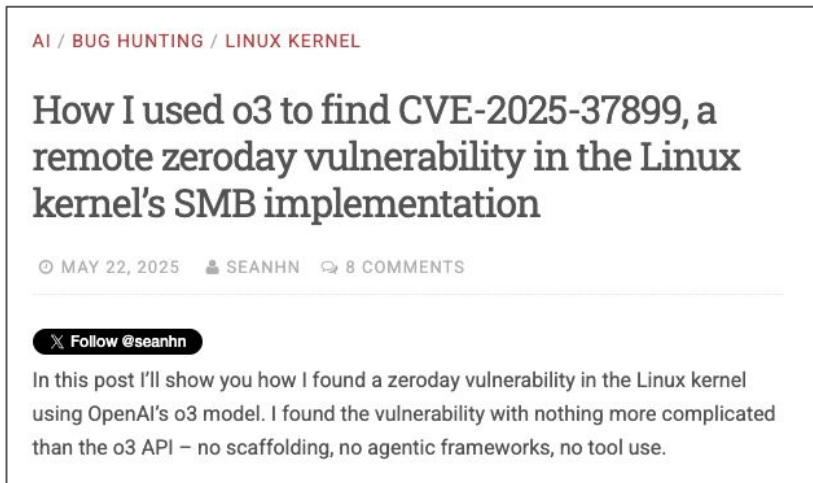 AI / BUG HUNTING / LINUX KERNEL
How I used o3 to find CVE-2025-37899, a
remote zeroday vulnerability in the Linux
kernel’s SMB implementation
MAY 22, 2025 SEANHN 8 COMMENTS
X Follow @seanhn
In this post I’ll show you how I found a zeroday vulnerability in the Linux kernel
using OpenAI’s o3 model. I found the vulnerability with nothing more complicated
than the o3 API – no scaffolding, no agentic frameworks, no tool use.